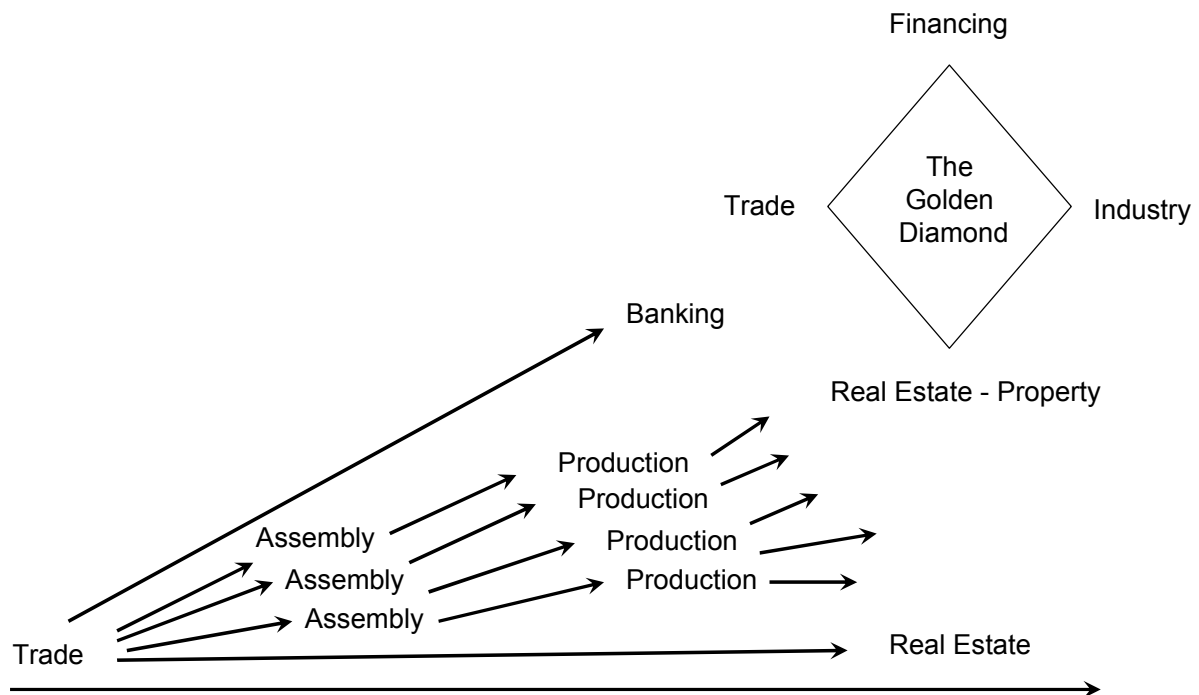 Financing
The
Golden
Diamond
Trade
Industry
Banking
Real Estate - Property
Production
Production
Assembly
Production
Assembly
Production
Assembly
Trade
Real Estate